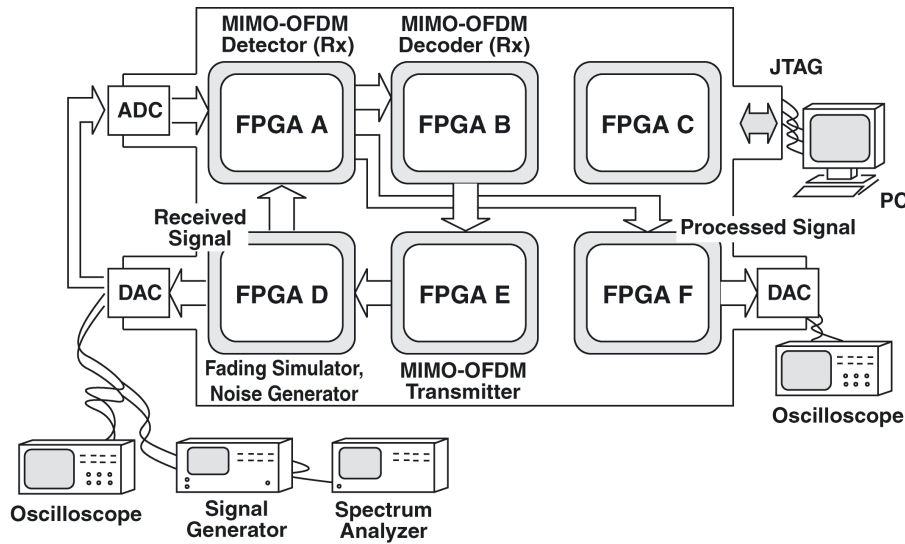 MIMO-OFDM
Detector (Rx)
MIMO-OFDM
Decoder (Rx)
JTAG
ADC
FPGA A
FPGA B
FPGA C
PC
Received
Signal
Processed Signal
DAC
FPGA D
FPGA E
FPGA F
DAC
Fading Simulator,
Noise Generator
MIMO-OFDM
Transmitter
Oscilloscope
Oscilloscope
Signal
Generator
Spectrum
Analyzer